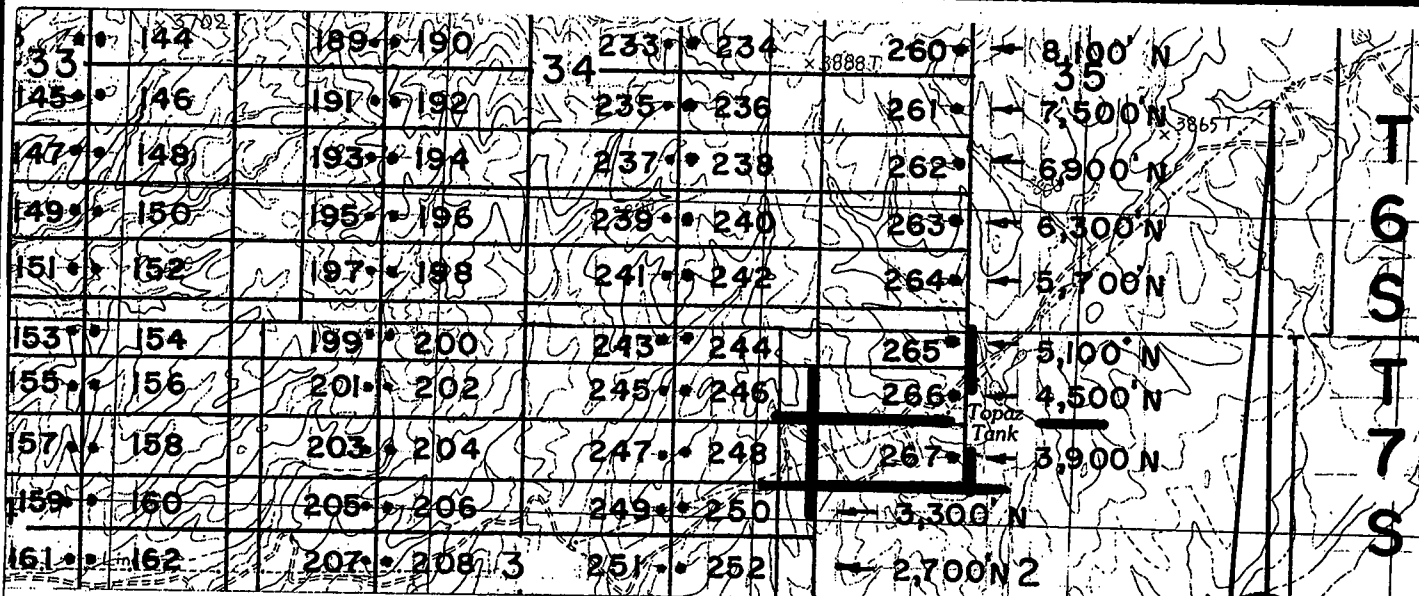 3702
144 189 190 233 234 260 8,100' N
33 34 × 3888T 35
145 146 191 192 235 236 261 7,500' N
× 3865T
147 148 193 194 237 238 262 6,900' N
T
149 150 195 196 239 240 263 6,300' N
6
151 152 197 198 241 242 264 5,700' N
S
153 154 199 200 243 244 265 5,100' N
T
155 156 201 202 245 246 266 4,500' N
Topaz
Tank
157 158 203 204 247 248 267 3,900' N
7
159 160 205 206 249 250 3,300' N
S
161 162 207 208 3 251 252 2,700' N 2